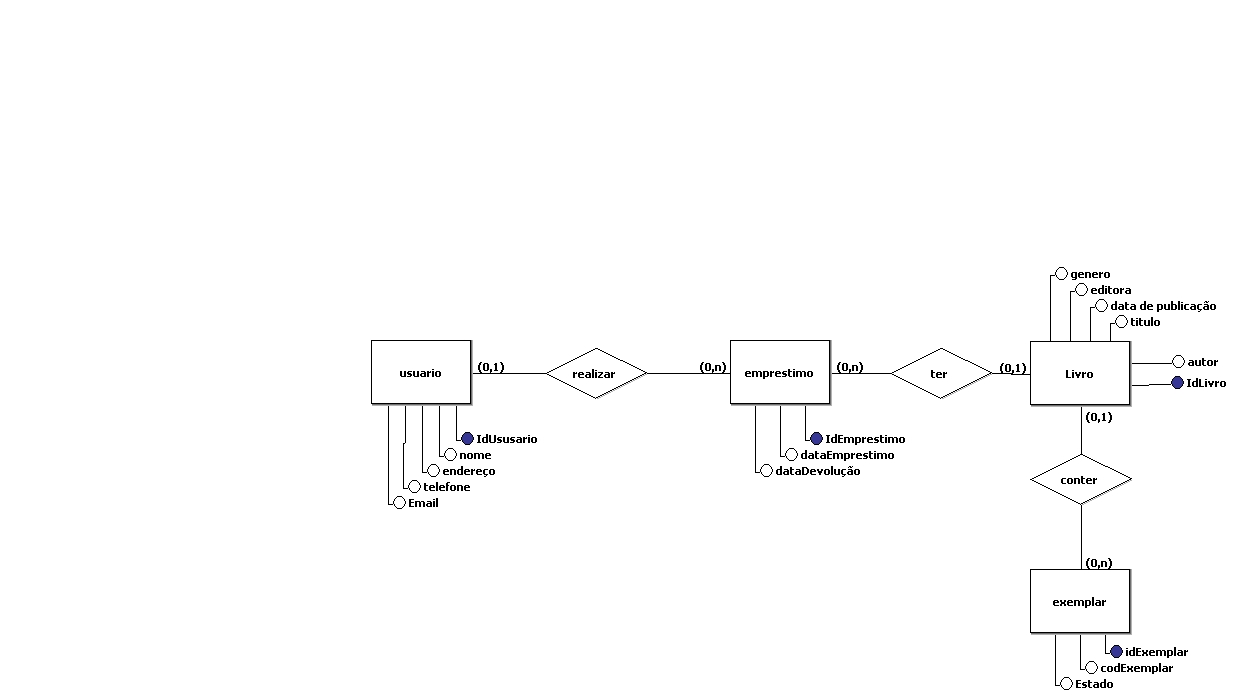 genero
editora
data de publicação
titulo
usuario
(0,1)
realizar
(0,n)
emprestimo
(0,n)
ter
(0,1)
Livro
autor
IdLivro
(0,1)
IdUsusario
nome
endereço
telefone
Email
IdEmprestimo
dataEmprestimo
dataDevolução
conter
(0,n)
exemplar
idExemplar
codExemplar
Estado